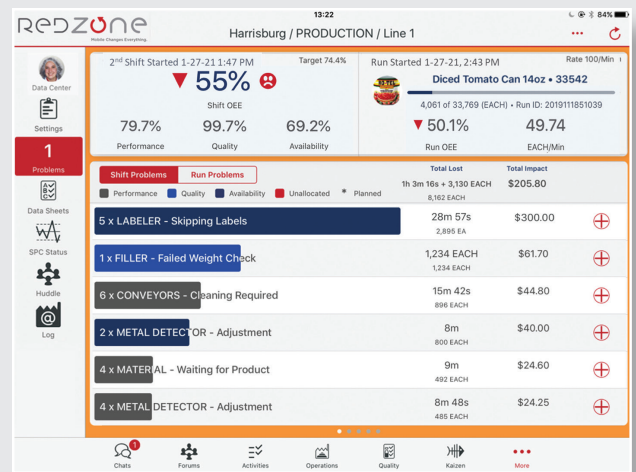 13:22
84%
REDZONE
Mobile Changes Everything.
Harrisburg / PRODUCTION / Line 1
Data Center
Settings
1
Problems
Data Sheets
SPC Status
Huddle
Log
2nd Shift Started 1-27-21 1:47 PM
Target 74.4%
55%
Shift OEE
79.7%
99.7%
69.2%
Performance
Quality
Availability
Run Started 1-27-21, 2:43 PM
Rate 100/Min
Diced Tomato Can 14oz • 33542
4,061 of 33,769 (EACH) • Run ID: 2019111851039
50.1%
49.74
Run OEE
EACH/Min
Shift Problems
Run Problems
Total Lost
Total Impact
1h 3m 16s + 3,130 EACH
$205.80
8,162 EACH
Performance
Quality
Availability
Unallocated
* Planned
5 x LABELER - Skipping Labels
28m 57s
$300.00
2,895 EA
1 x FILLER - Failed Weight Check
1,234 EACH
$61.70
1,234 EACH
6 x CONVEYORS - Cleaning Required
15m 42s
$44.80
896 EACH
2 x METAL DETECTOR - Adjustment
8m
$40.00
800 EACH
4 x MATERIAL - Waiting for Product
9m
$24.60
492 EACH
4 x METAL DETECTOR - Adjustment
8m 48s
$24.25
485 EACH
1
Chats
Forums
Activities
Operations
Quality
Kaizen
More